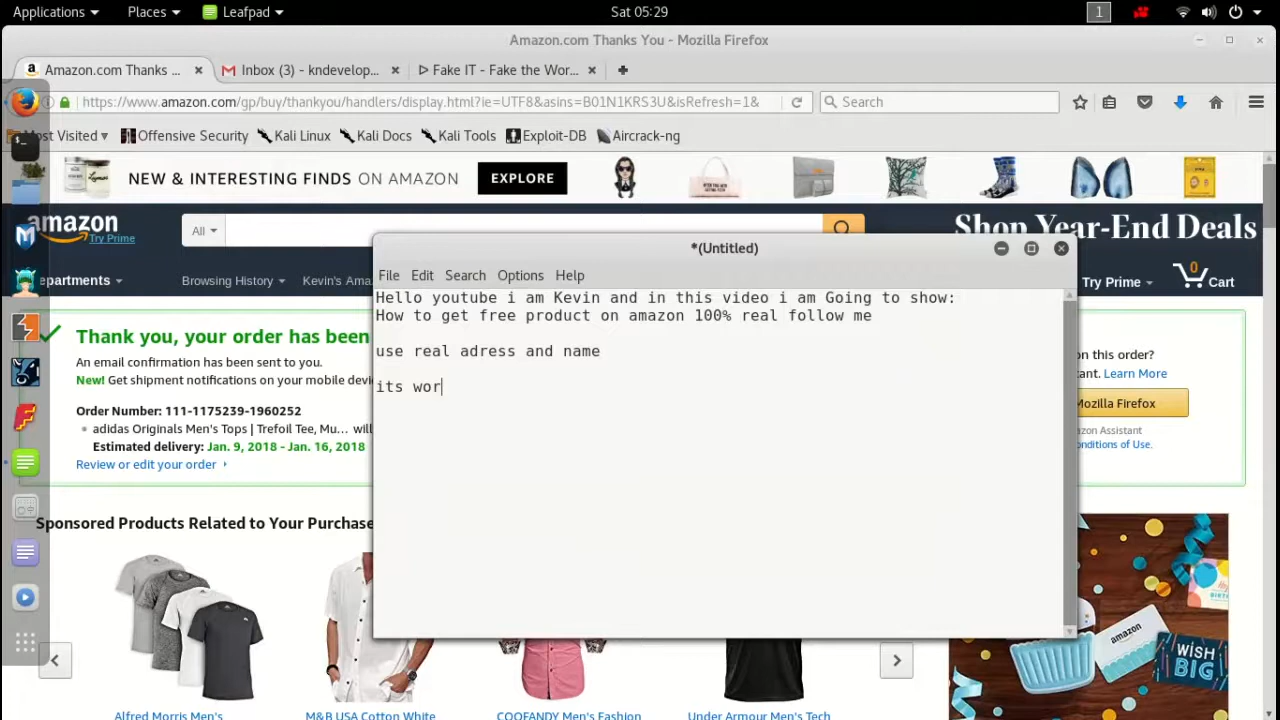 Applications Places Leafpad Sat 05:29 1
Amazon.com Thanks You - Mozilla Firefox
Amazon.com Thanks ... Inbox (3) - kndevelop... Fake IT - Fake the Wor...
https://www.amazon.com/gp/buy/thankyou/handlers/display.html?ie=UTF8&asins=B01N1KRS3U&isRefresh=1& Search
Most Visited Offensive Security Kali Linux Kali Docs Kali Tools Exploit-DB Aircrack-ng
NEW & INTERESTING FINDS ON AMAZON EXPLORE
amazon All Shop Year-End Deals
Try Prime
epartments Browsing History Kevin's Ama Try Prime 0 Cart
*(Untitled)
File Edit Search Options Help
Hello youtube i am Kevin and in this video i am Going to show:
How to get free product on amazon 100% real follow me
use real adress and name
its wor
Thank you, your order has been
An email confirmation has been sent to you.
New! Get shipment notifications on your mobile devi
Order Number: 111-1175239-1960252
adidas Originals Men's Tops | Trefoil Tee, Mu... will
Estimated delivery: Jan. 9, 2018 - Jan. 16, 2018
Review or edit your order
on this order?
tant. Learn More
Mozilla Firefox
zon Assistant
onditions of Use.
Sponsored Products Related to Your Purchase
Alfred Morris Men's M&B USA Cotton White COOFANDY Men's Fashion Under Armour Men's Tech
amazon
WiSH BIG